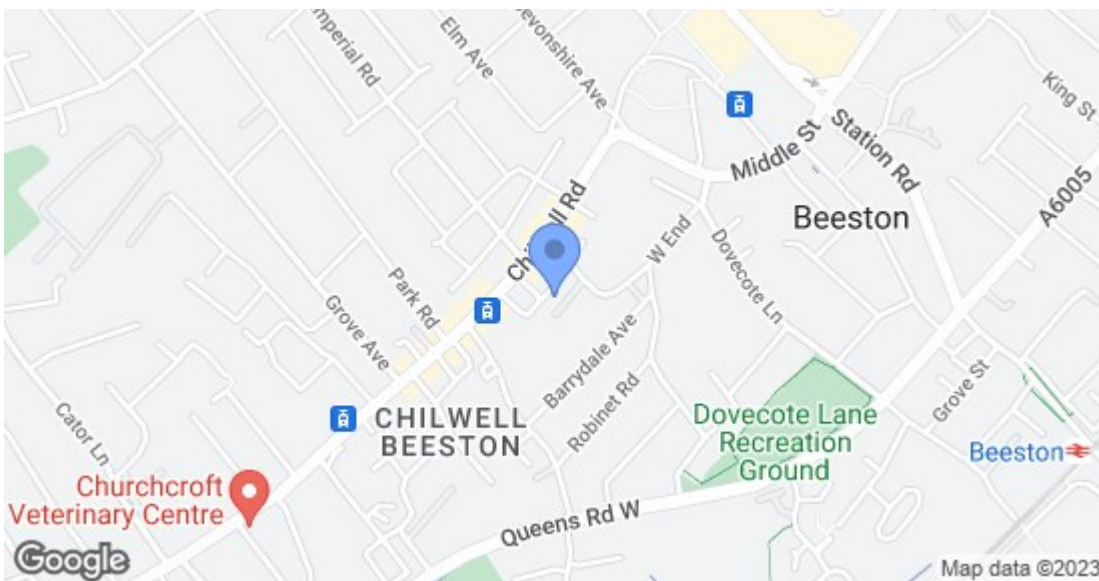 Imperial Rd
Elm Ave
Devonshire Ave
King St
Station Rd
Middle St
A6005
Beeston
Chilwell Rd
W End
Dovecote Ln
Park Rd
Grove Ave
Barrydale Ave
Robinet Rd
Cator Ln
CHILWELL
BEESTON
Dovecote Lane
Recreation
Ground
Grove St
Beeston
Churchcroft
Veterinary Centre
Queens Rd W
Google
Map data ©2023